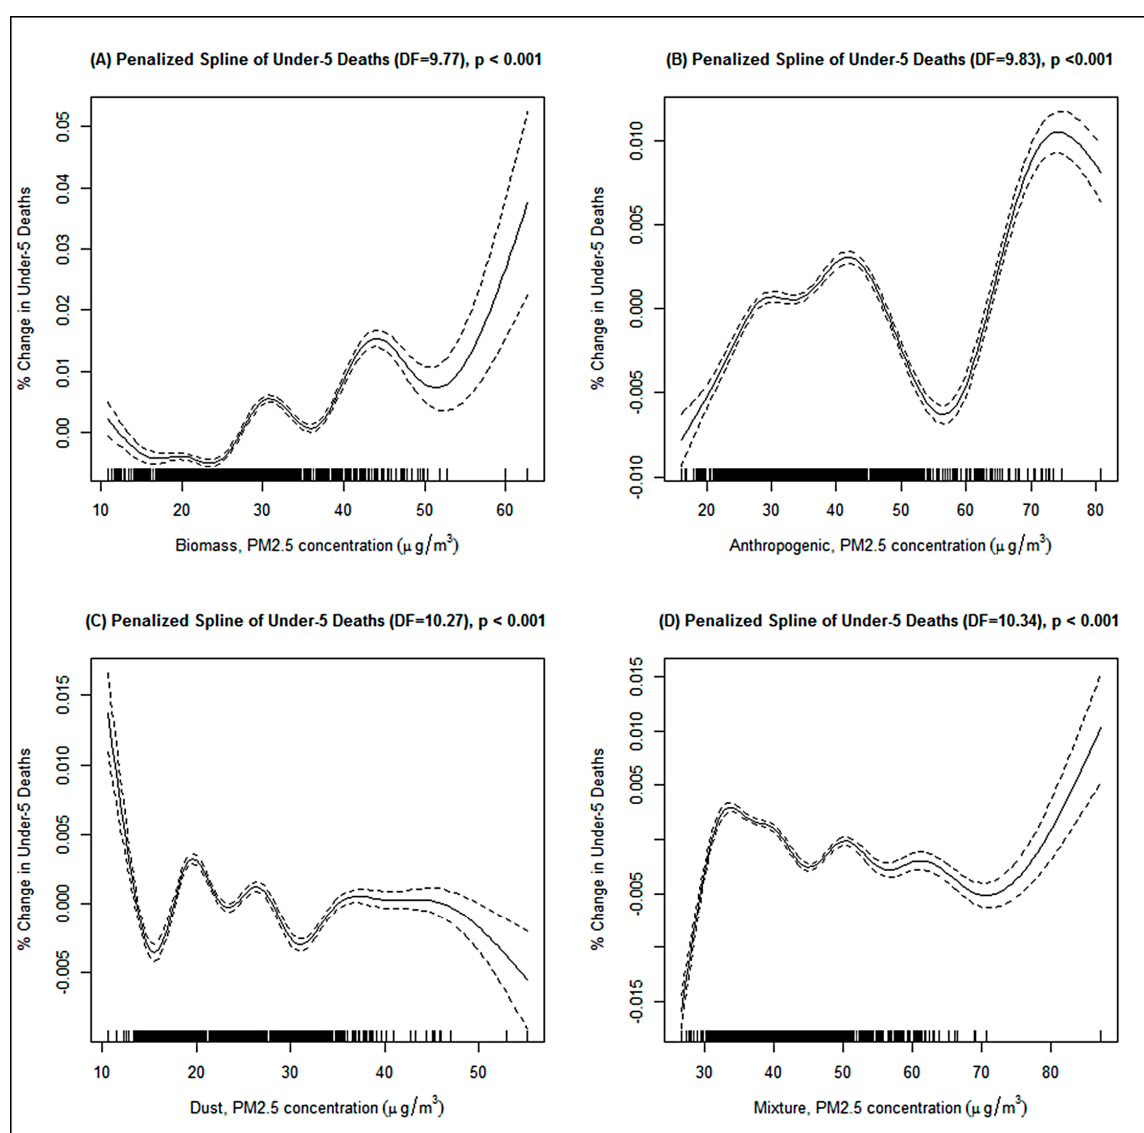 (A) Penalized Spline of Under-5 Deaths (DF=9.77), p < 0.001
% Change in Under-5 Deaths
0.05
0.04
0.03
0.02
0.01
0.00
10 20 30 40 50 60
Biomass, PM2.5 concentration (μ g/m³)
(B) Penalized Spline of Under-5 Deaths (DF=9.83), p <0.001
% Change in Under-5 Deaths
0.010
0.005
0.000
-0.005
-0.010
20 30 40 50 60 70 80
Anthropogenic, PM2.5 concentration (μ g/m³)
(C) Penalized Spline of Under-5 Deaths (DF=10.27), p < 0.001
% Change in Under-5 Deaths
0.015
0.010
0.005
0.000
-0.005
10 20 30 40 50
Dust, PM2.5 concentration (μ g/m³)
(D) Penalized Spline of Under-5 Deaths (DF=10.34), p < 0.001
% Change in Under-5 Deaths
0.015
0.010
0.005
0.000
-0.005
-0.015
30 40 50 60 70 80
Mixture, PM2.5 concentration (μ g/m³)